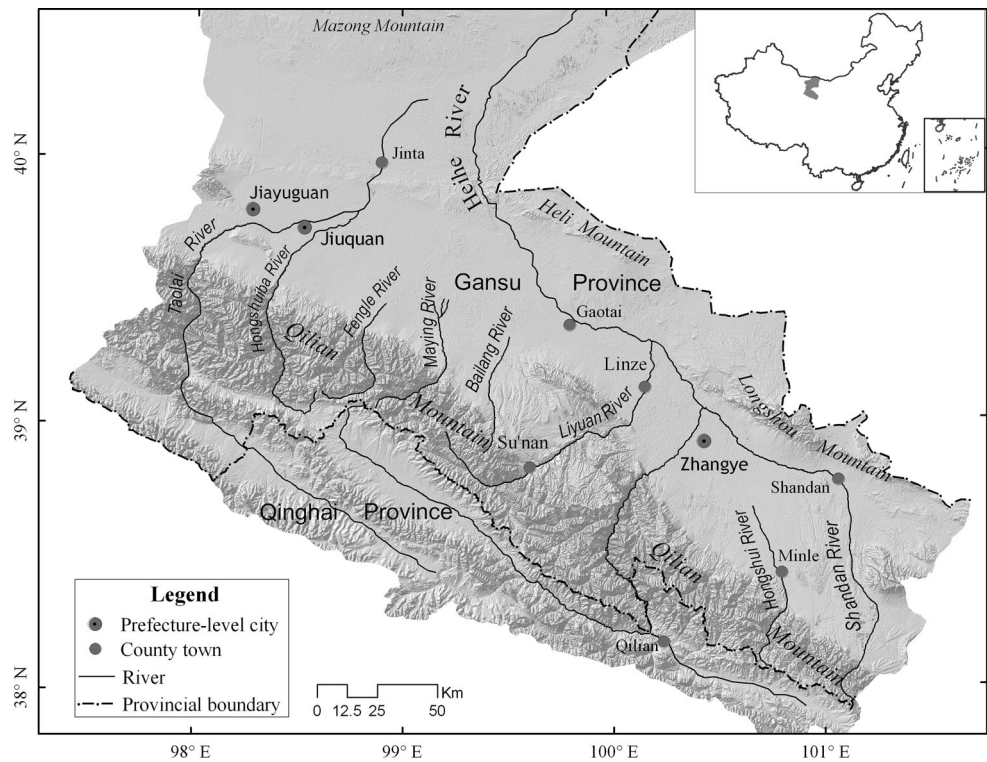 Mazong Mountain
Heihe River
40° N
Jinta
Jiayuguan
Jiuquan
Heli Mountain
Taolai River
Hongshuiba River
Qilian Mountain
Fengle River
Maying River
Bailang River
Gansu Province
Gaotai
Linze
Liyuan River
39° N
Su'nan
Longshou Mountain
Zhangye
Shandan
Qinghai Province
Qilian Mountain
Hongshui River
Minle
Shandan River
Qilian
38° N
Legend
Prefecture-level city
County town
River
Provincial boundary
Km
0 12.5 25 50
98° E 99° E 100° E 101° E